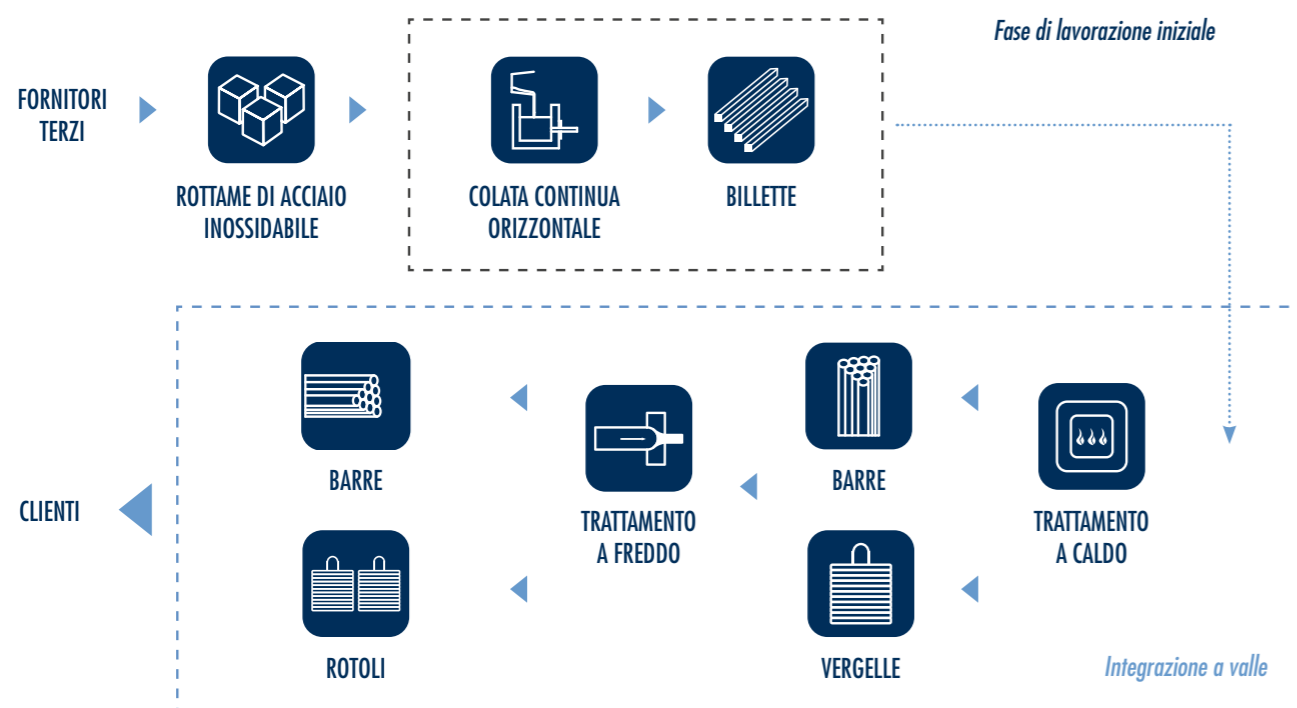 Fase di lavorazione iniziale
FORNITORI
TERZI
ROTTAME DI ACCIAIO
INOSSIDABILE
COLATA CONTINUA
ORIZZONTALE
BILLETTE
BARRE
BARRE
CLIENTI
TRATTAMENTO
A FREDDO
TRATTAMENTO
A CALDO
ROTOLI
VERGELLE
Integrazione a valle